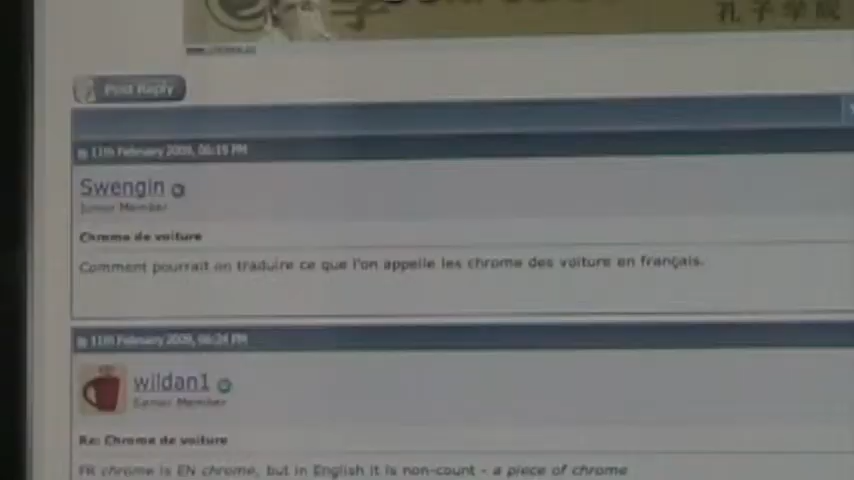 孔子学院
Post Reply
11th February 2009, 06:19 PM
Swengin
Junior Member
Chrome de voiture
Comment pourrait on traduire ce que l'on appelle les chrome des voiture en français.
11th February 2009, 06:24 PM
wildan1
Senior Member
Re: Chrome de voiture
FR chrome is EN chrome, but in English it is non-count - a piece of chrome